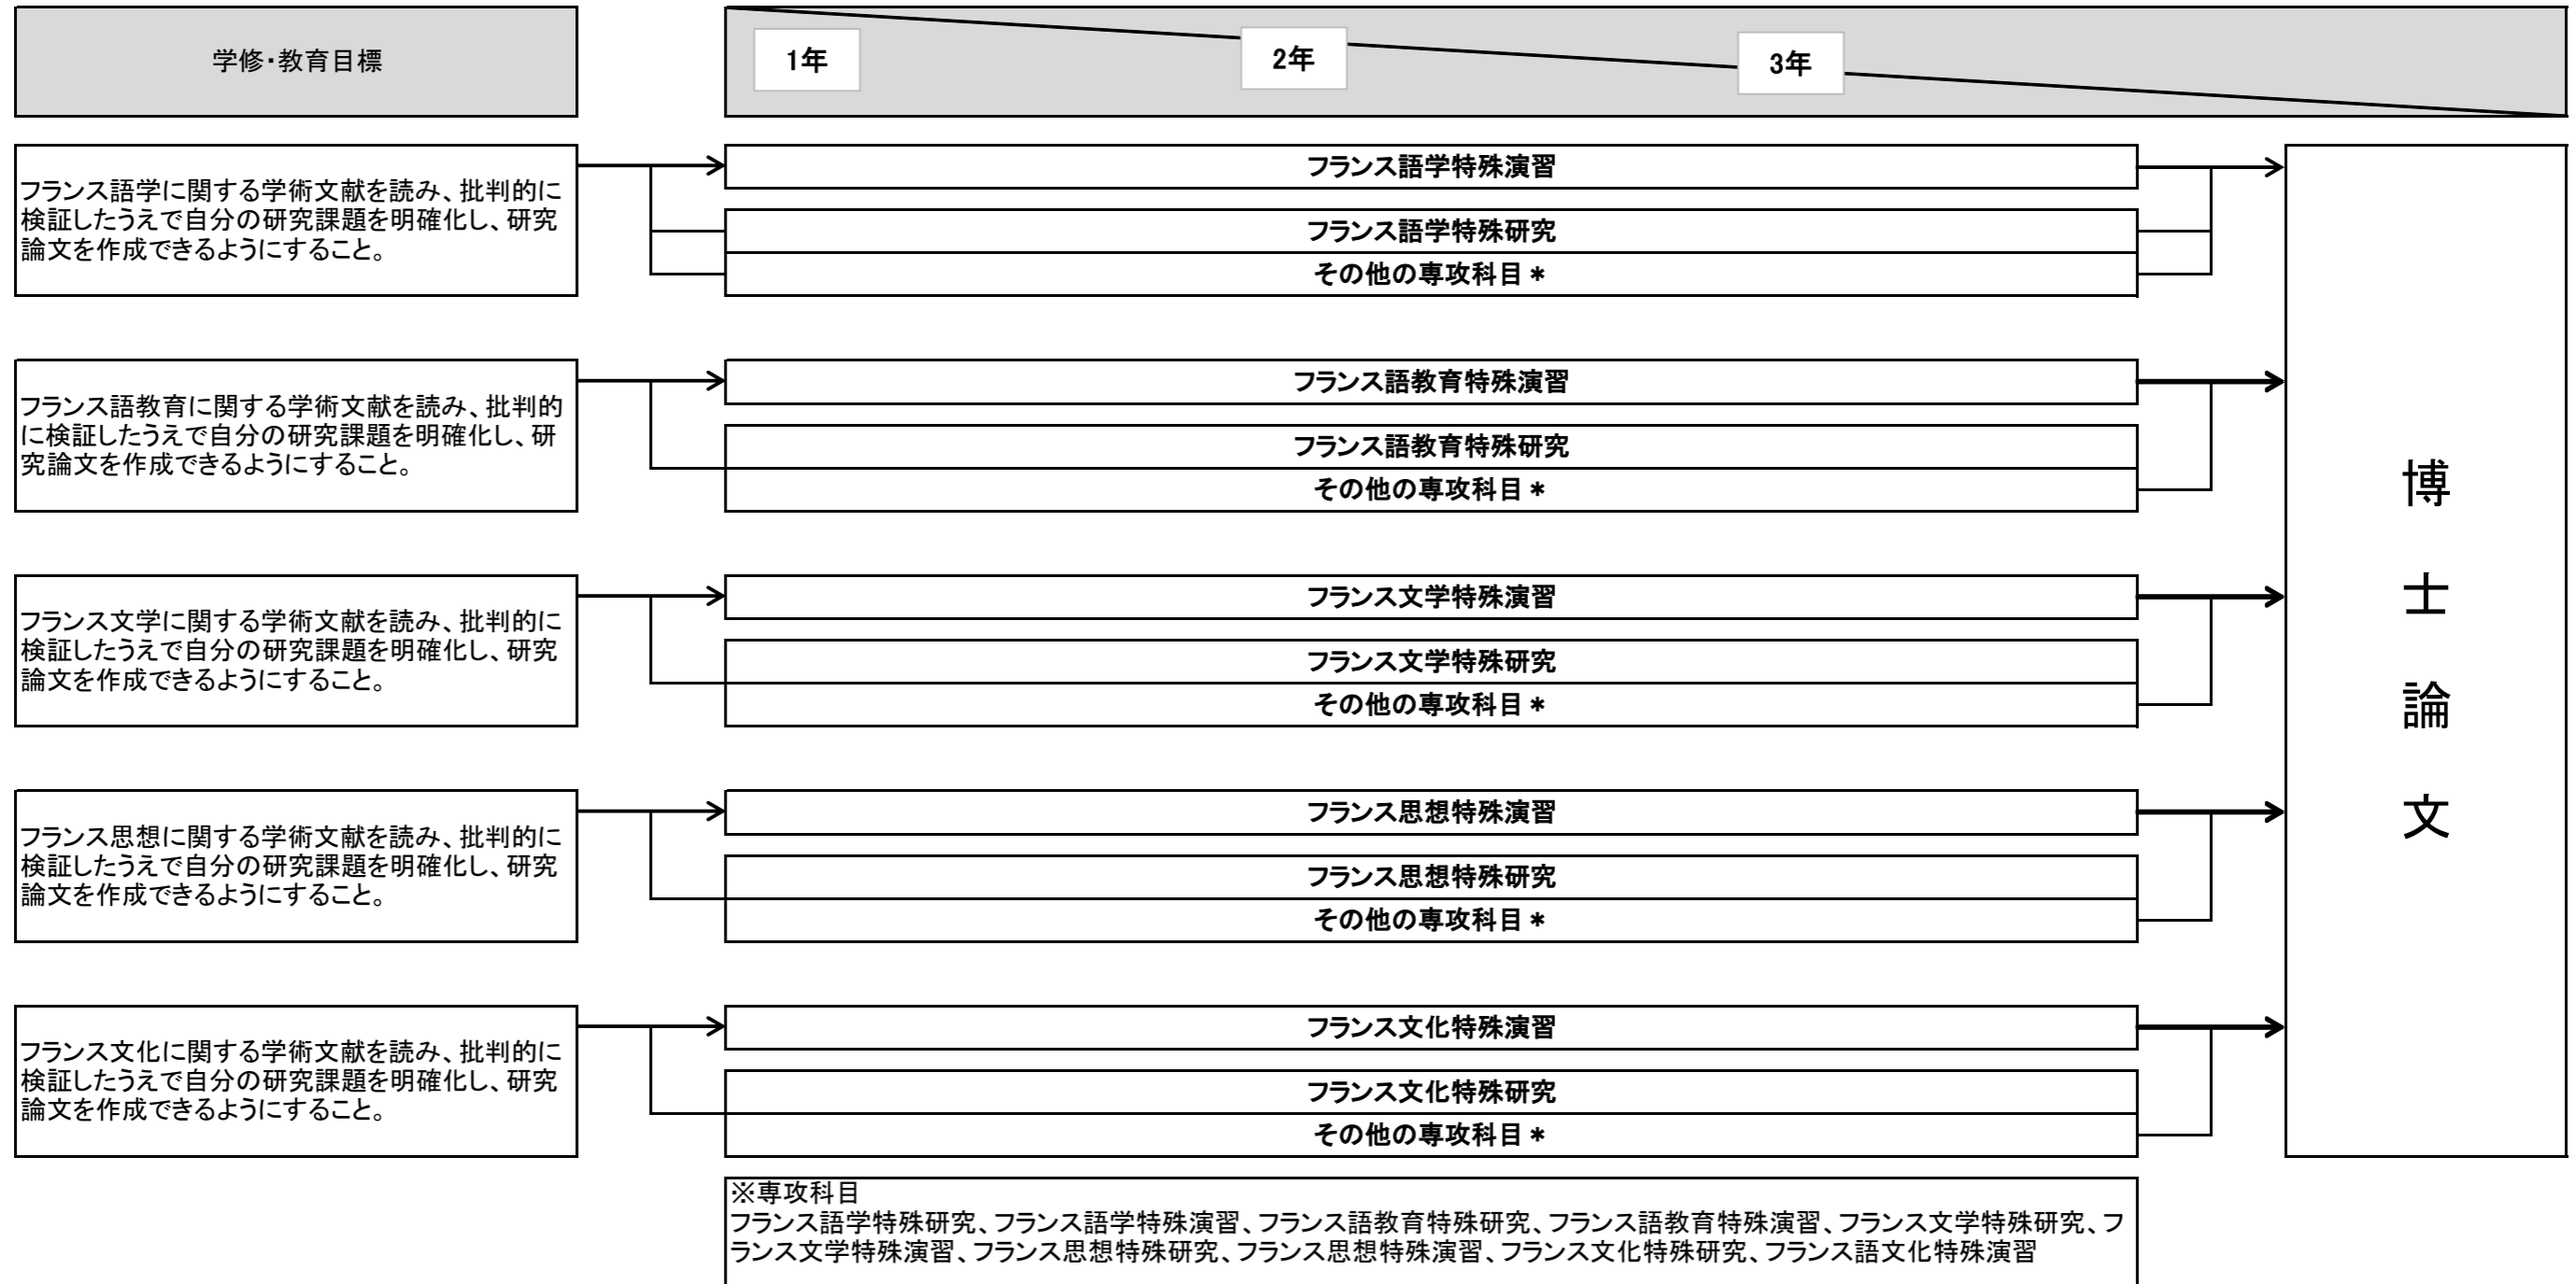 学修・教育目標
1年
2年
3年
フランス語学に関する学術文献を読み、批判的に
検証したうえで自分の研究課題を明確化し、研究
論文を作成できるようにすること。
フランス語学特殊演習
フランス語学特殊研究
その他の専攻科目＊
フランス語教育に関する学術文献を読み、批判的
に検証したうえで自分の研究課題を明確化し、研
究論文を作成できるようにすること。
フランス語教育特殊演習
フランス語教育特殊研究
その他の専攻科目＊
フランス文学に関する学術文献を読み、批判的に
検証したうえで自分の研究課題を明確化し、研究
論文を作成できるようにすること。
フランス文学特殊演習
フランス文学特殊研究
その他の専攻科目＊
フランス思想に関する学術文献を読み、批判的に
検証したうえで自分の研究課題を明確化し、研究
論文を作成できるようにすること。
フランス思想特殊演習
フランス思想特殊研究
その他の専攻科目＊
フランス文化に関する学術文献を読み、批判的に
検証したうえで自分の研究課題を明確化し、研究
論文を作成できるようにすること。
フランス文化特殊演習
フランス文化特殊研究
その他の専攻科目＊
博士論文
※専攻科目
フランス語学特殊研究、フランス語学特殊演習、フランス語教育特殊研究、フランス語教育特殊演習、フランス文学特殊研究、フ
ランス文学特殊演習、フランス思想特殊研究、フランス思想特殊演習、フランス文化特殊研究、フランス語文化特殊演習